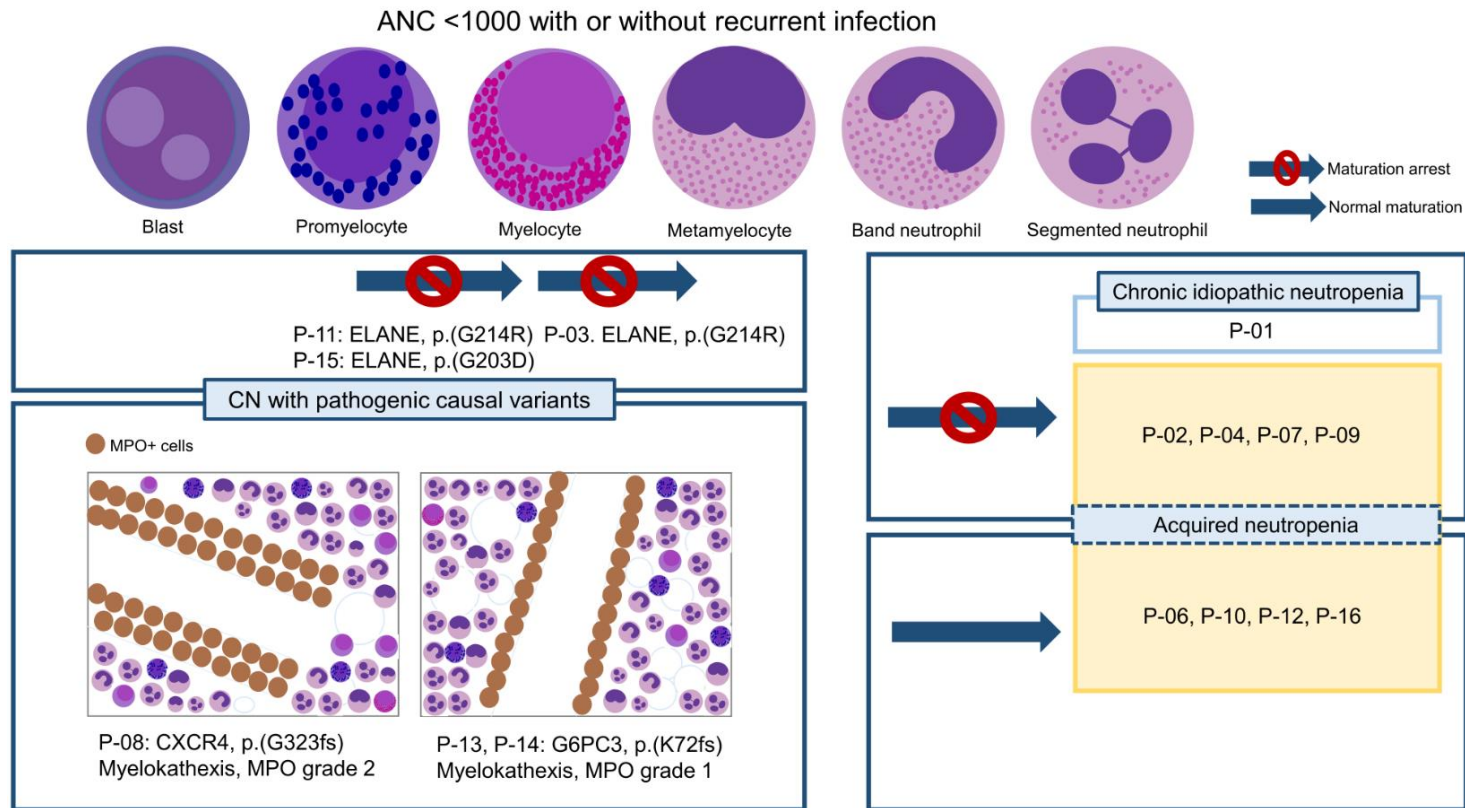 ANC <1000 with or without recurrent infection
Blast
Promyelocyte
Myelocyte
Metamyelocyte
Band neutrophil
Segmented neutrophil
Maturation arrest
Normal maturation
P-11: ELANE, p.(G214R)
P-15: ELANE, p.(G203D)
P-03. ELANE, p.(G214R)
CN with pathogenic causal variants
MPO+ cells
P-08: CXCR4, p.(G323fs)
Myelokathexis, MPO grade 2
P-13, P-14: G6PC3, p.(K72fs)
Myelokathexis, MPO grade 1
Chronic idiopathic neutropenia
P-01
P-02, P-04, P-07, P-09
Acquired neutropenia
P-06, P-10, P-12, P-16